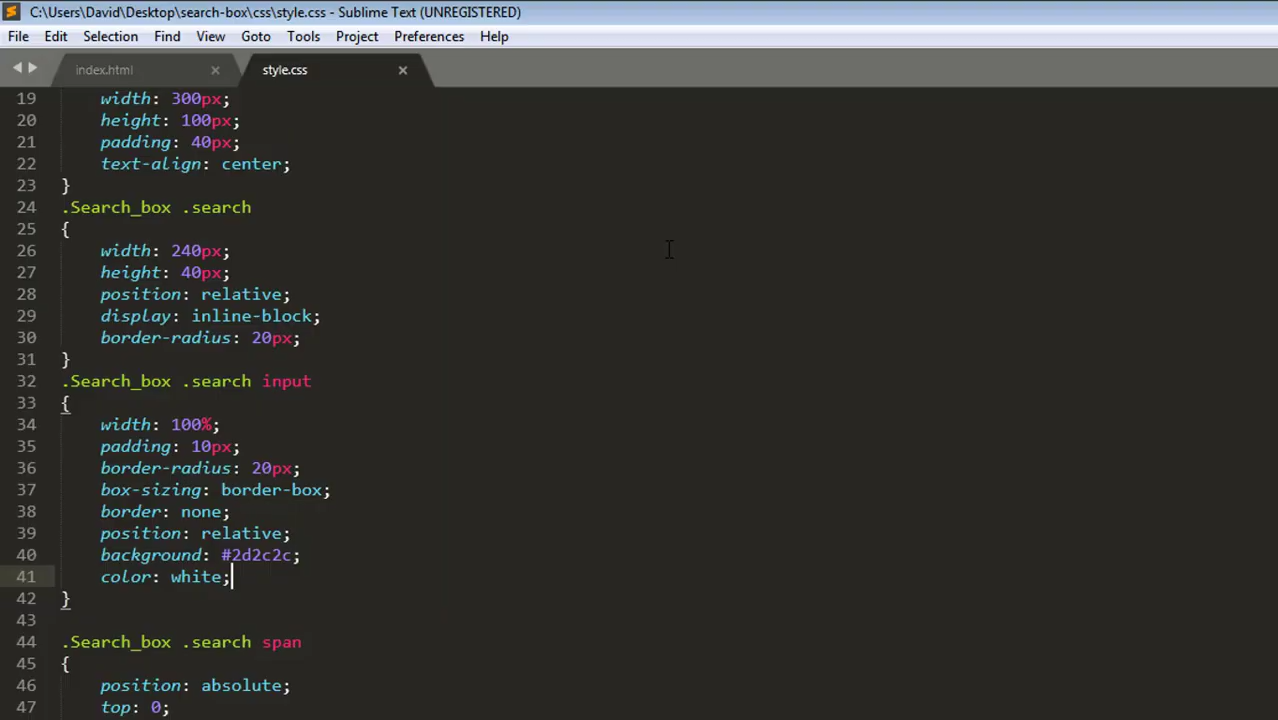 C:\Users\David\Desktop\search-box\css\style.css - Sublime Text (UNREGISTERED)
File Edit Selection Find View Goto Tools Project Preferences Help
index.html style.css
19 width: 300px;
20 height: 100px;
21 padding: 40px;
22 text-align: center;
23 }
24 .Search_box .search
25 {
26 width: 240px;
27 height: 40px;
28 position: relative;
29 display: inline-block;
30 border-radius: 20px;
31 }
32 .Search_box .search input
33 {
34 width: 100%;
35 padding: 10px;
36 border-radius: 20px;
37 box-sizing: border-box;
38 border: none;
39 position: relative;
40 background: #2d2c2c;
41 color: white;
42 }
43
44 .Search_box .search span
45 {
46 position: absolute;
47 top: 0;